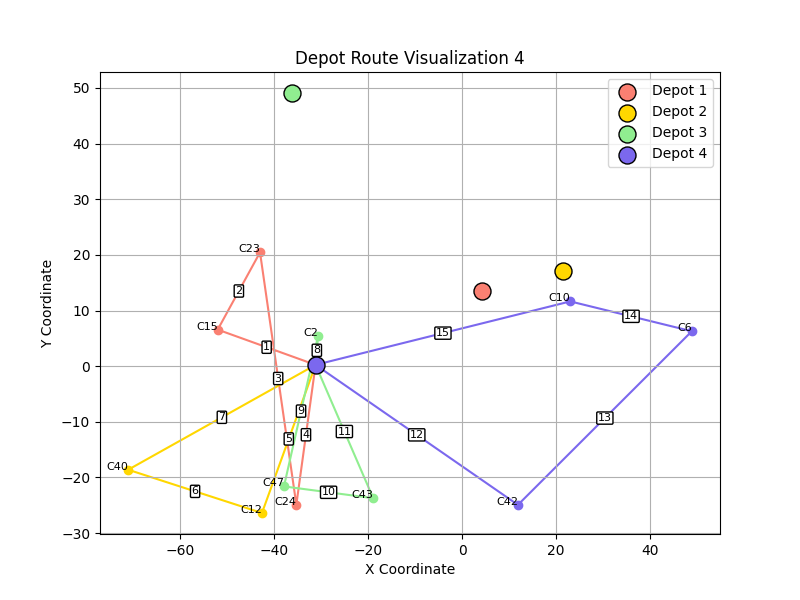 Depot Route Visualization 4
Depot 1
Depot 2
Depot 3
Depot 4
Y Coordinate
50
40
30
20
10
0
−10
−20
−30
C23
2
C15
1
C2
8
C10
14
C6
15
3
7
9
13
5
4
11
12
C40
6
C12
C47
10
C43
C24
C42
−60
−40
−20
0
20
40
X Coordinate